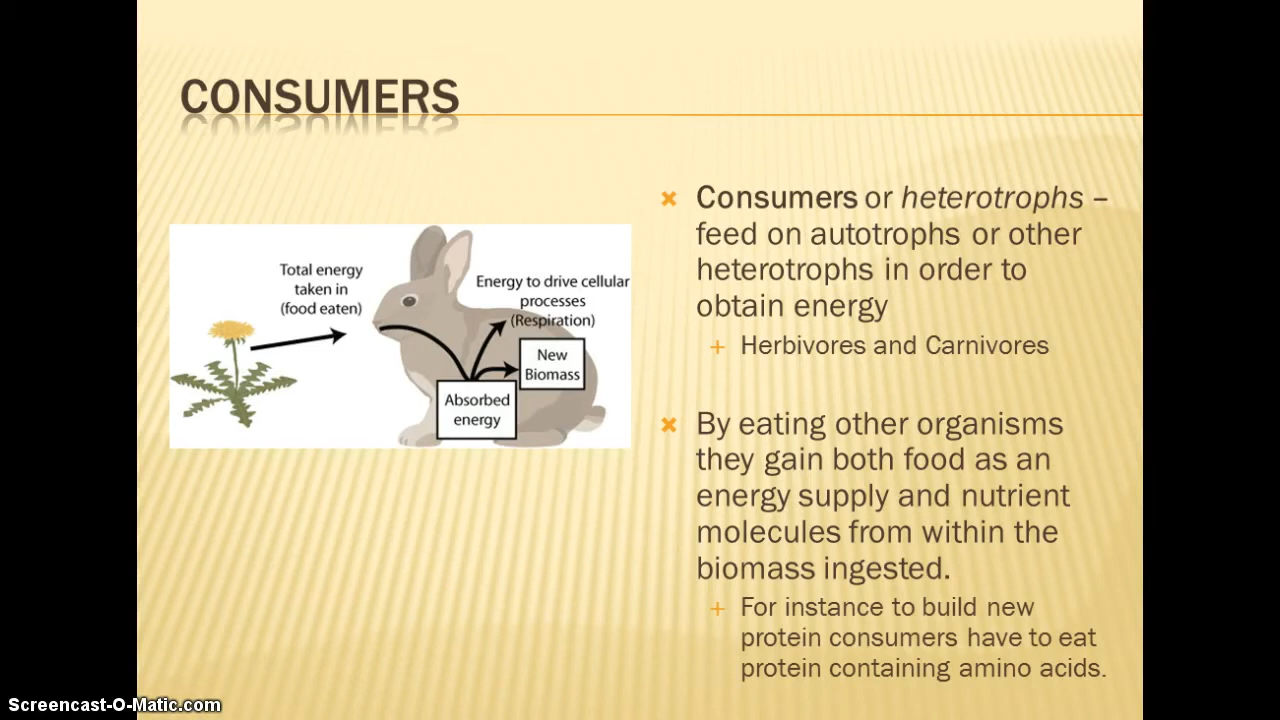 CONSUMERS
Total energy
taken in
(food eaten)
Energy to drive cellular
processes
(Respiration)
New
Biomass
Absorbed
energy
Consumers or heterotrophs –
feed on autotrophs or other
heterotrophs in order to
obtain energy
Herbivores and Carnivores
By eating other organisms
they gain both food as an
energy supply and nutrient
molecules from within the
biomass ingested.
For instance to build new
protein consumers have to eat
protein containing amino acids.
Screencast-O-Matic.com